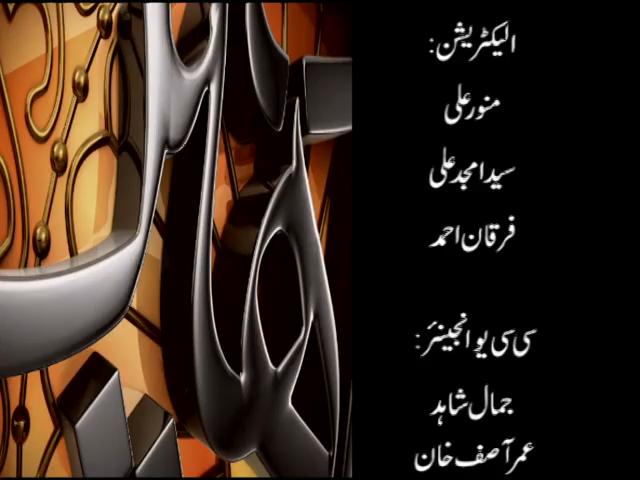 الیکٹریشن:
منور علی
سید امجد علی
فرقان احمد
سی سی یو انجینئر:
جمال شاہد
عمر آصف خان